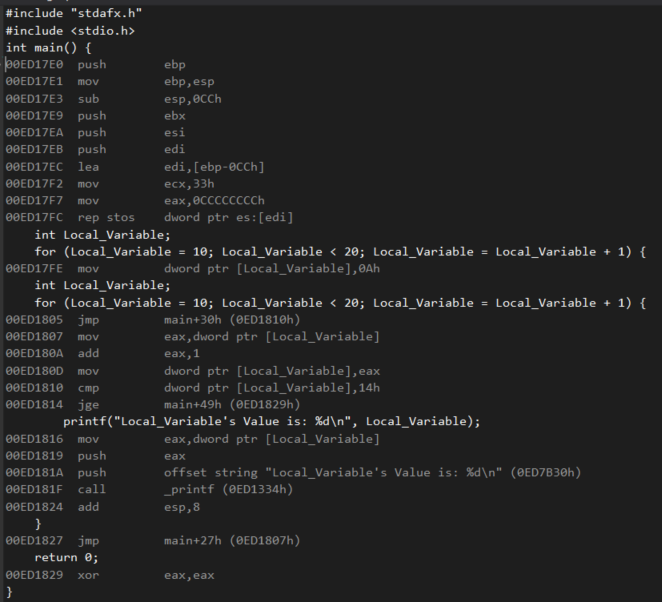 #include "stdafx.h"
#include <stdio.h>
int main() {
00ED17E0  push        ebp
00ED17E1  mov         ebp,esp
00ED17E3  sub         esp,0CCh
00ED17E9  push        ebx
00ED17EA  push        esi
00ED17EB  push        edi
00ED17EC  lea         edi,[ebp-0CCh]
00ED17F2  mov         ecx,33h
00ED17F7  mov         eax,0CCCCCCCCh
00ED17FC  rep stos    dword ptr es:[edi]
    int Local_Variable;
    for (Local_Variable = 10; Local_Variable < 20; Local_Variable = Local_Variable + 1) {
00ED17FE  mov         dword ptr [Local_Variable],0Ah
    int Local_Variable;
    for (Local_Variable = 10; Local_Variable < 20; Local_Variable = Local_Variable + 1) {
00ED1805  jmp         main+30h (0ED1810h)
00ED1807  mov         eax,dword ptr [Local_Variable]
00ED180A  add         eax,1
00ED180D  mov         dword ptr [Local_Variable],eax
00ED1810  cmp         dword ptr [Local_Variable],14h
00ED1814  jge         main+49h (0ED1829h)
        printf("Local_Variable's Value is: %d\n", Local_Variable);
00ED1816  mov         eax,dword ptr [Local_Variable]
00ED1819  push        eax
00ED181A  push        offset string "Local_Variable's Value is: %d\n" (0ED7B30h)
00ED181F  call        _printf (0ED1334h)
00ED1824  add         esp,8
    }
00ED1827  jmp         main+27h (0ED1807h)
    return 0;
00ED1829  xor         eax,eax
}